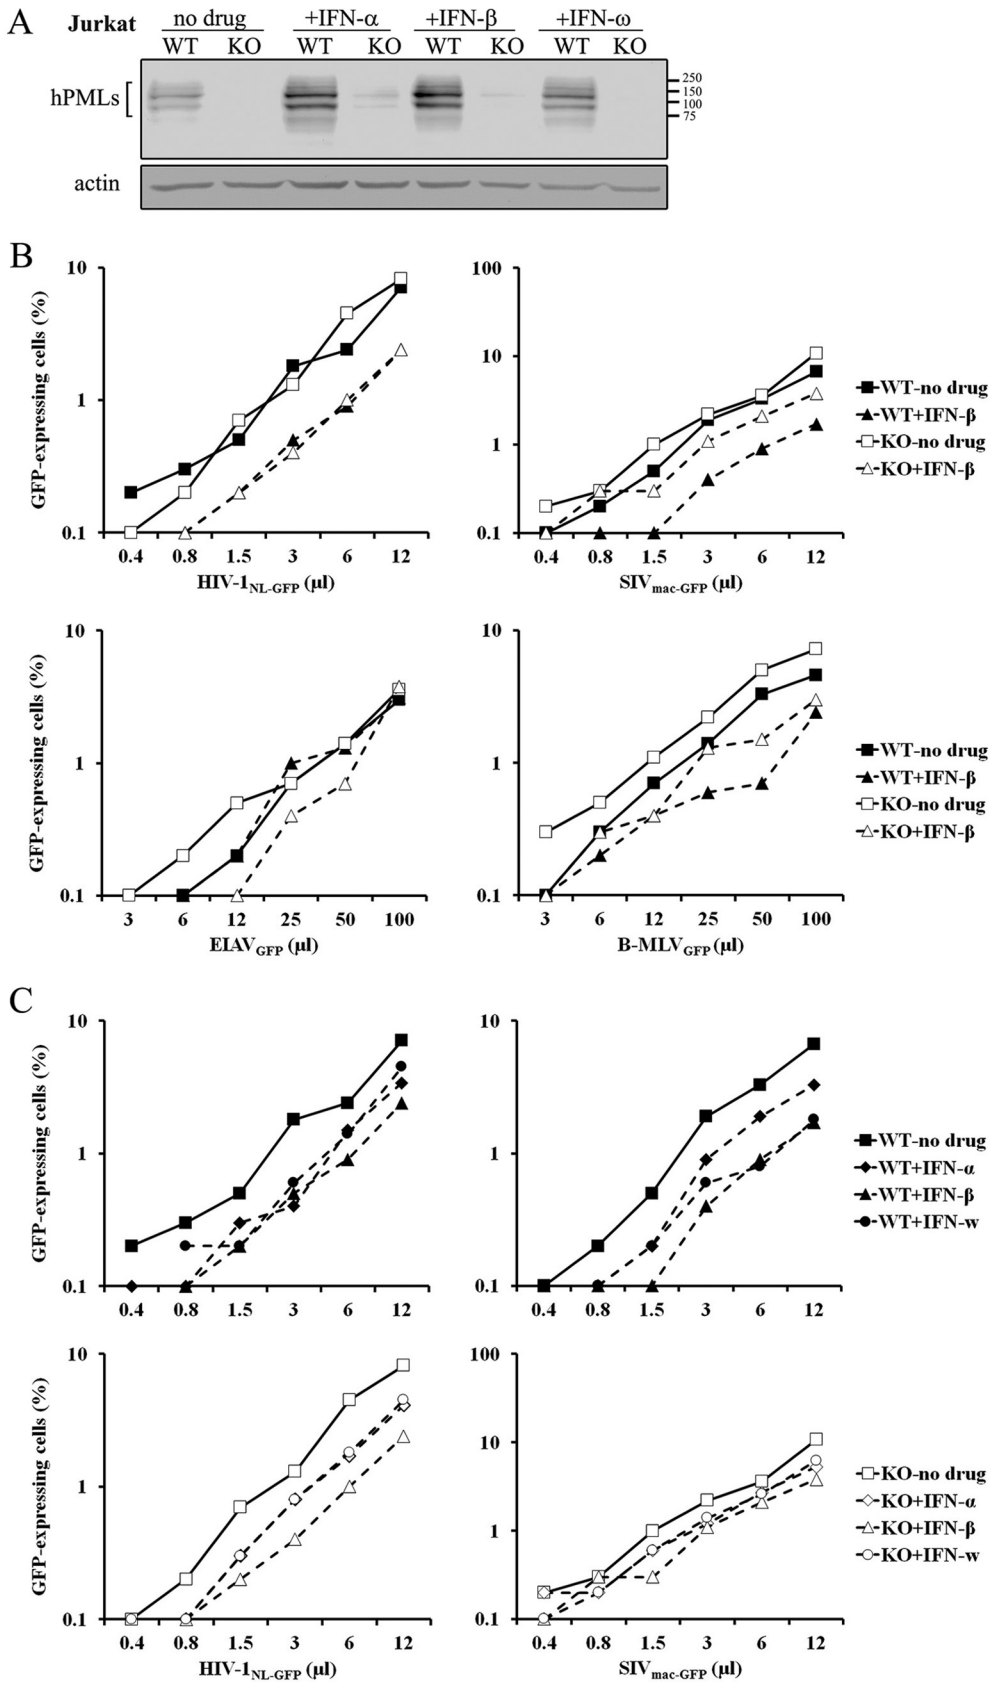 A
Jurkat
no drug +IFN-α +IFN-β +IFN-ω
WT KO WT KO WT KO WT KO
hPMLs
250
150
100
75
actin
B
GFP-expressing cells (%)
10
1
0.1
0.4 0.8 1.5 3 6 12
HIV-1NL-GFP (μl)
100
10
1
0.1
0.4 0.8 1.5 3 6 12
SIVmac-GFP (μl)
WT-no drug
WT+IFN-β
KO-no drug
KO+IFN-β
GFP-expressing cells (%)
10
1
0.1
3 6 12 25 50 100
EIAVGFP (μl)
10
1
0.1
3 6 12 25 50 100
B-MLVGFP (μl)
WT-no drug
WT+IFN-β
KO-no drug
KO+IFN-β
C
GFP-expressing cells (%)
10
1
0.1
0.4 0.8 1.5 3 6 12
10
1
0.1
0.4 0.8 1.5 3 6 12
WT-no drug
WT+IFN-α
WT+IFN-β
WT+IFN-w
GFP-expressing cells (%)
10
1
0.1
0.4 0.8 1.5 3 6 12
HIV-1NL-GFP (μl)
100
10
1
0.1
0.4 0.8 1.5 3 6 12
SIVmac-GFP (μl)
KO-no drug
KO+IFN-α
KO+IFN-β
KO+IFN-w